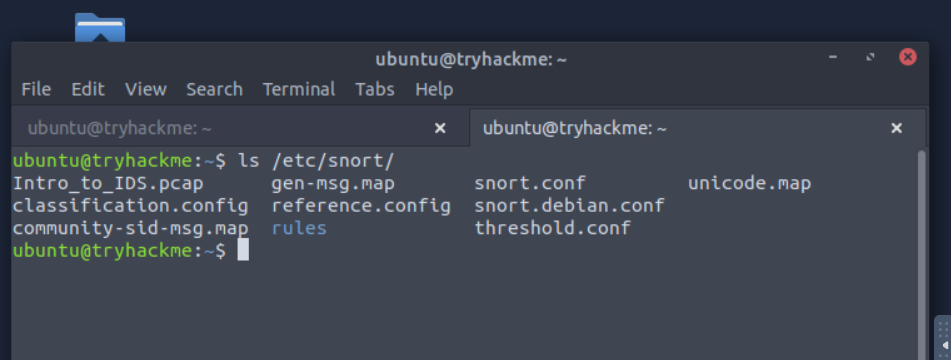 ubuntu@tryhackme: ~
File Edit View Search Terminal Tabs Help
ubuntu@tryhackme: ~ × ubuntu@tryhackme: ~ ×
ubuntu@tryhackme:~$ ls /etc/snort/
Intro_to_IDS.pcap gen-msg.map snort.conf unicode.map
classification.config reference.config snort.debian.conf
community-sid-msg.map rules threshold.conf
ubuntu@tryhackme:~$